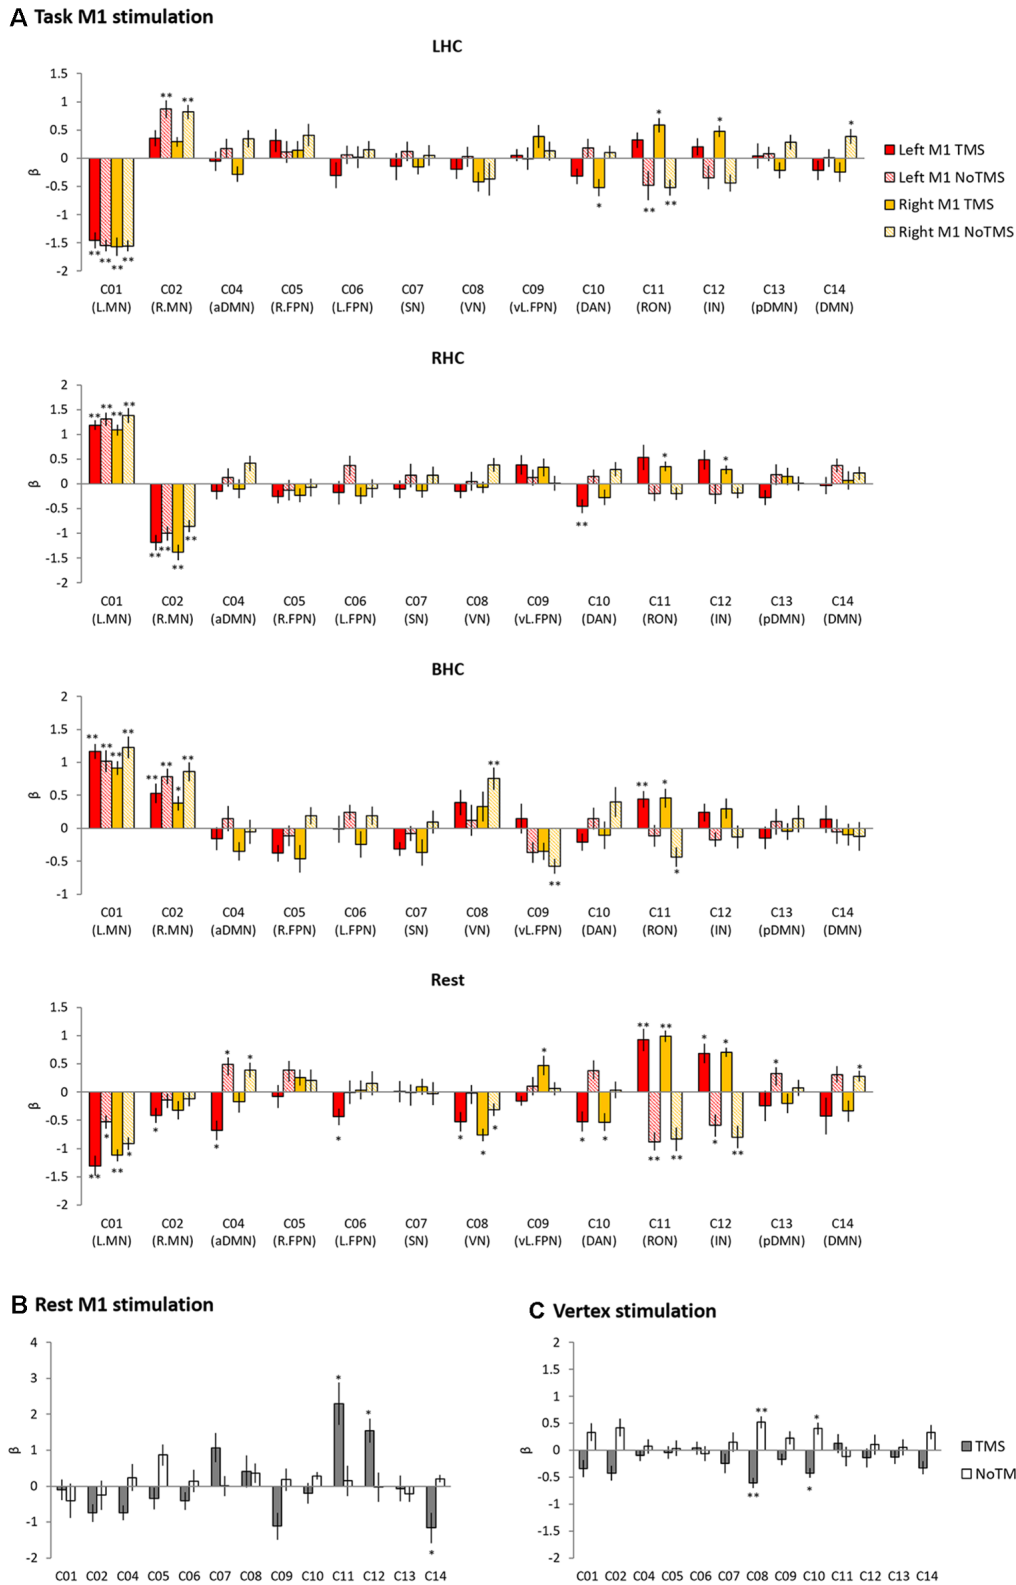 A Task M1 stimulation
LHC
1.5
1
0.5
0
-0.5
-1
-1.5
-2
β
** ** ** **
** **
*
* **
**
*
*
Left M1 TMS
Left M1 NoTMS
Right M1 TMS
Right M1 NoTMS
C01 C02 C04 C05 C06 C07 C08 C09 C10 C11 C12 C13 C14
(L.MN) (R.MN) (aDMN) (R.FPN) (L.FPN) (SN) (VN) (vL.FPN) (DAN) (RON) (IN) (pDMN) (DMN)
RHC
2
1.5
1
0.5
0
-0.5
-1
-1.5
-2
β
** ** ** **
** ** ** **
**
*
*
C01 C02 C04 C05 C06 C07 C08 C09 C10 C11 C12 C13 C14
(L.MN) (R.MN) (aDMN) (R.FPN) (L.FPN) (SN) (VN) (vL.FPN) (DAN) (RON) (IN) (pDMN) (DMN)
BHC
2
1.5
1
0.5
0
-0.5
-1
β
** ** ** **
** ** * **
**
**
** * *
C01 C02 C04 C05 C06 C07 C08 C09 C10 C11 C12 C13 C14
(L.MN) (R.MN) (aDMN) (R.FPN) (L.FPN) (SN) (VN) (vL.FPN) (DAN) (RON) (IN) (pDMN) (DMN)
Rest
1.5
1
0.5
0
-0.5
-1
-1.5
-2
β
** * ** *
*
* * *
*
* * *
*
* *
** ** ** **
* * * **
*
*
C01 C02 C04 C05 C06 C07 C08 C09 C10 C11 C12 C13 C14
(L.MN) (R.MN) (aDMN) (R.FPN) (L.FPN) (SN) (VN) (vL.FPN) (DAN) (RON) (IN) (pDMN) (DMN)
B Rest M1 stimulation
4
3
2
1
0
-1
-2
β
*
*
*
C01 C02 C04 C05 C06 C07 C08 C09 C10 C11 C12 C13 C14
C Vertex stimulation
2
1.5
1
0.5
0
-0.5
-1
-1.5
-2
β
** **
* *
TMS
NoTM
C01 C02 C04 C05 C06 C07 C08 C09 C10 C11 C12 C13 C14